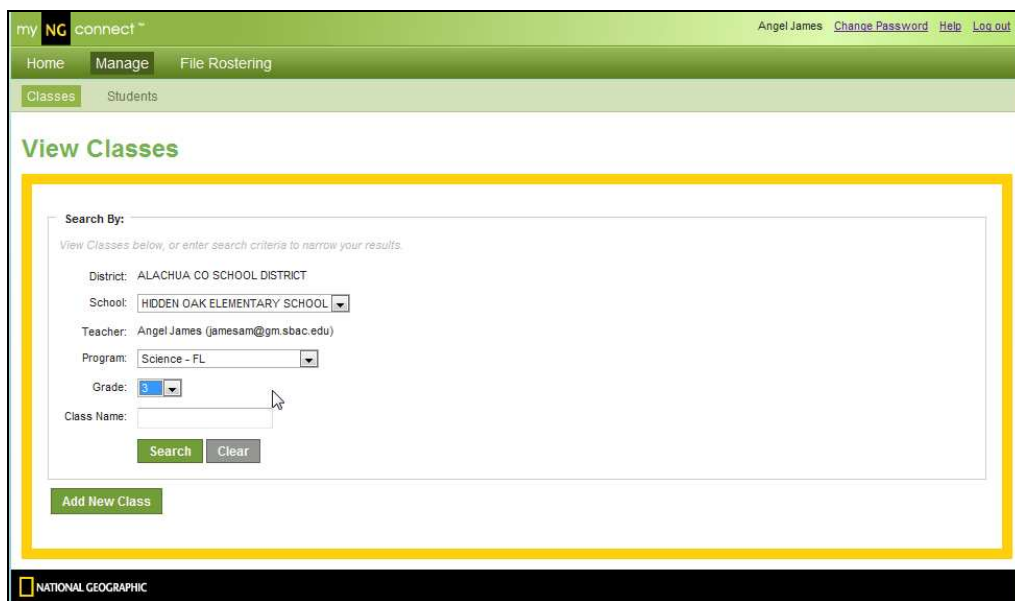 my NG connect ™
Angel James Change Password Help Log out
Home Manage File Rostering
Classes Students
View Classes
Search By:
View Classes below, or enter search criteria to narrow your results.
District: ALACHUA CO SCHOOL DISTRICT
School: HIDDEN OAK ELEMENTARY SCHOOL
Teacher: Angel James (jamesam@gm.sbac.edu)
Program: Science - FL
Grade: 3
Class Name:
Search Clear
Add New Class
NATIONAL GEOGRAPHIC